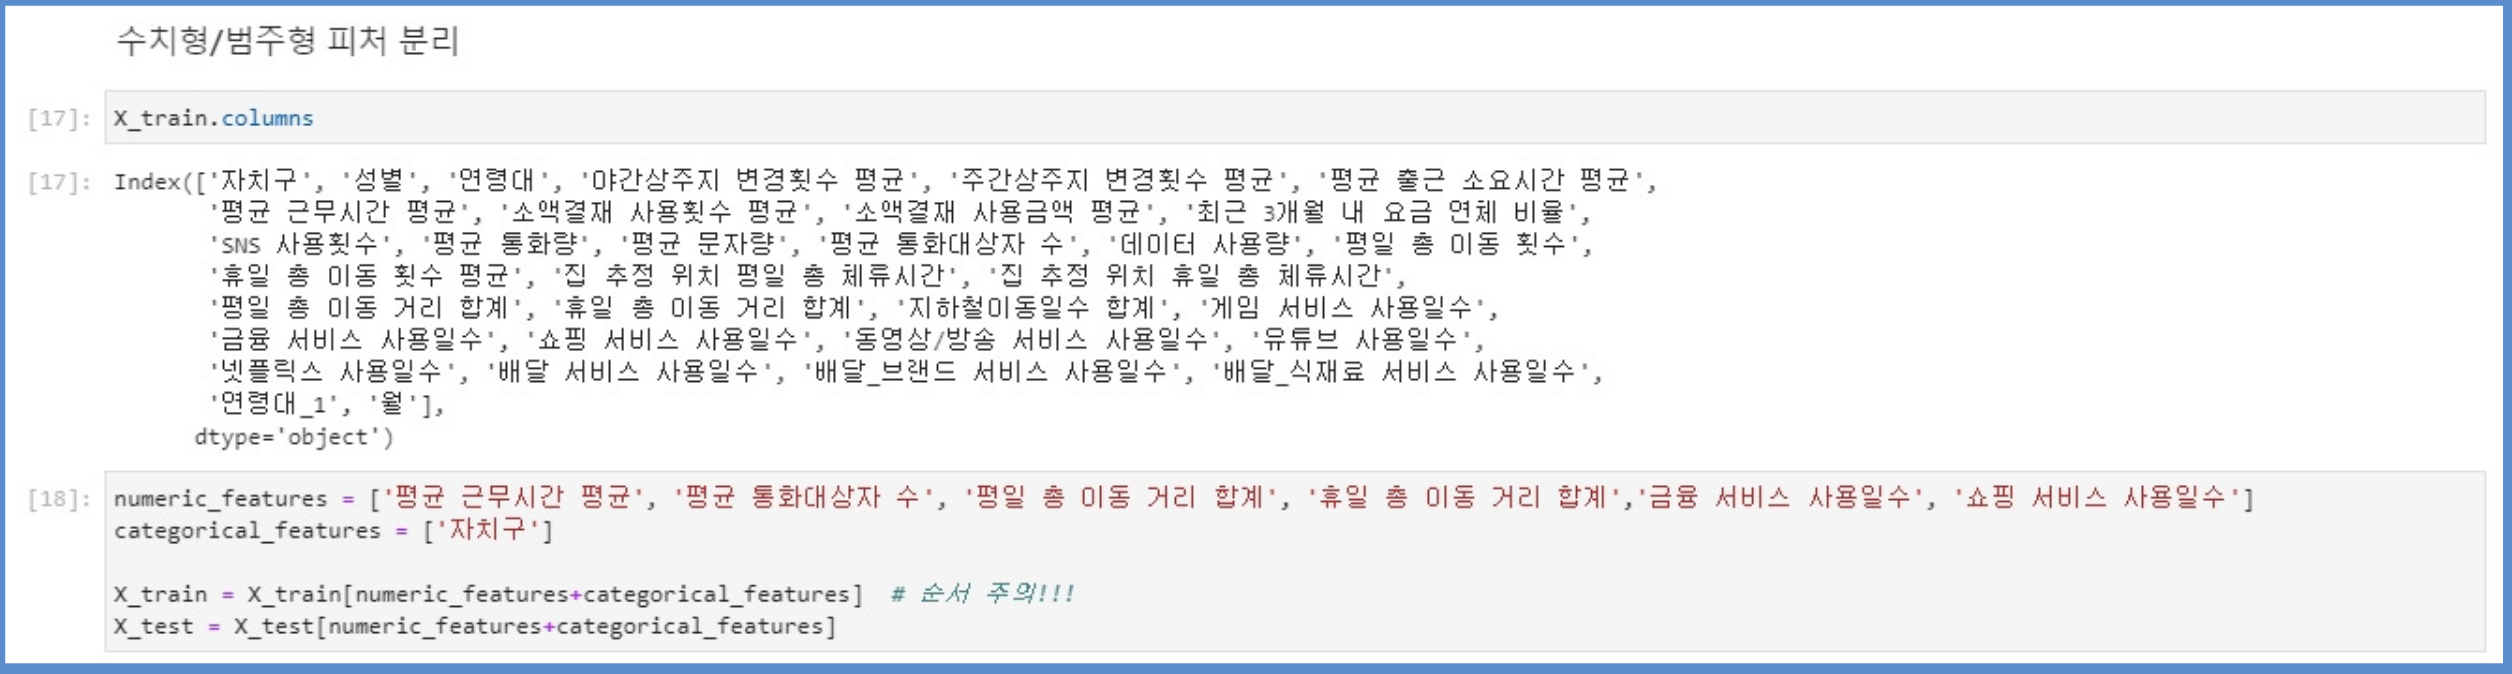 수치형/범주형 피처 분리
[17]: X_train.columns
[17]: Index(['자치구', '성별', '연령대', '야간상주지 변경횟수 평균', '주간상주지 변경횟수 평균', '평균 출근 소요시간 평균',
'평균 근무시간 평균', '소액결재 사용횟수 평균', '소액결재 사용금액 평균', '최근 3개월 내 요금 연체 비율',
'SNS 사용횟수', '평균 통화량', '평균 문자량', '평균 통화대상자 수', '데이터 사용량', '평일 총 이동 횟수',
'휴일 총 이동 횟수 평균', '집 추정 위치 평일 총 체류시간', '집 추정 위치 휴일 총 체류시간',
'평일 총 이동 거리 합계', '휴일 총 이동 거리 합계', '지하철이동일수 합계', '게임 서비스 사용일수',
'금융 서비스 사용일수', '쇼핑 서비스 사용일수', '동영상/방송 서비스 사용일수', '유튜브 사용일수',
'넷플릭스 사용일수', '배달 서비스 사용일수', '배달_브랜드 서비스 사용일수', '배달_식재료 서비스 사용일수',
'연령대_1', '월'],
dtype='object')
[18]: numeric_features = ['평균 근무시간 평균', '평균 통화대상자 수', '평일 총 이동 거리 합계', '휴일 총 이동 거리 합계','금융 서비스 사용일수', '쇼핑 서비스 사용일수']
categorical_features = ['자치구']
X_train = X_train[numeric_features+categorical_features]  # 순서 주의!!!
X_test = X_test[numeric_features+categorical_features]